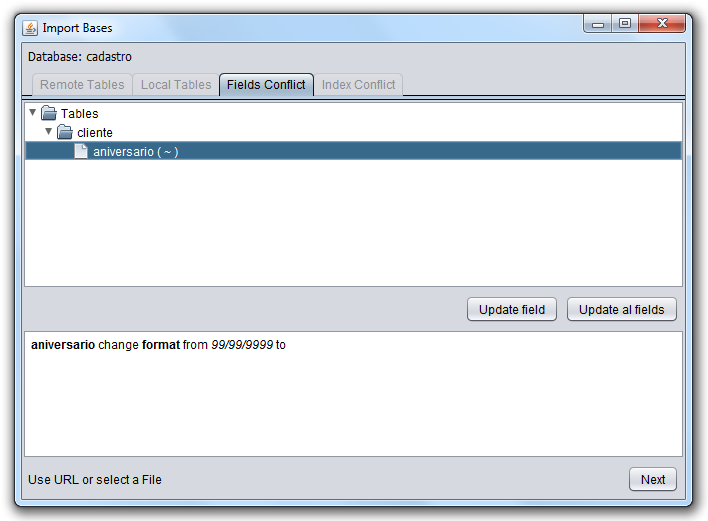 Import Bases
Database: cadastro
Remote Tables Local Tables Fields Conflict Index Conflict
Tables
cliente
aniversario ( ~ )
Update field Update al fields
aniversario change format from 99/99/9999 to
Use URL or select a File Next